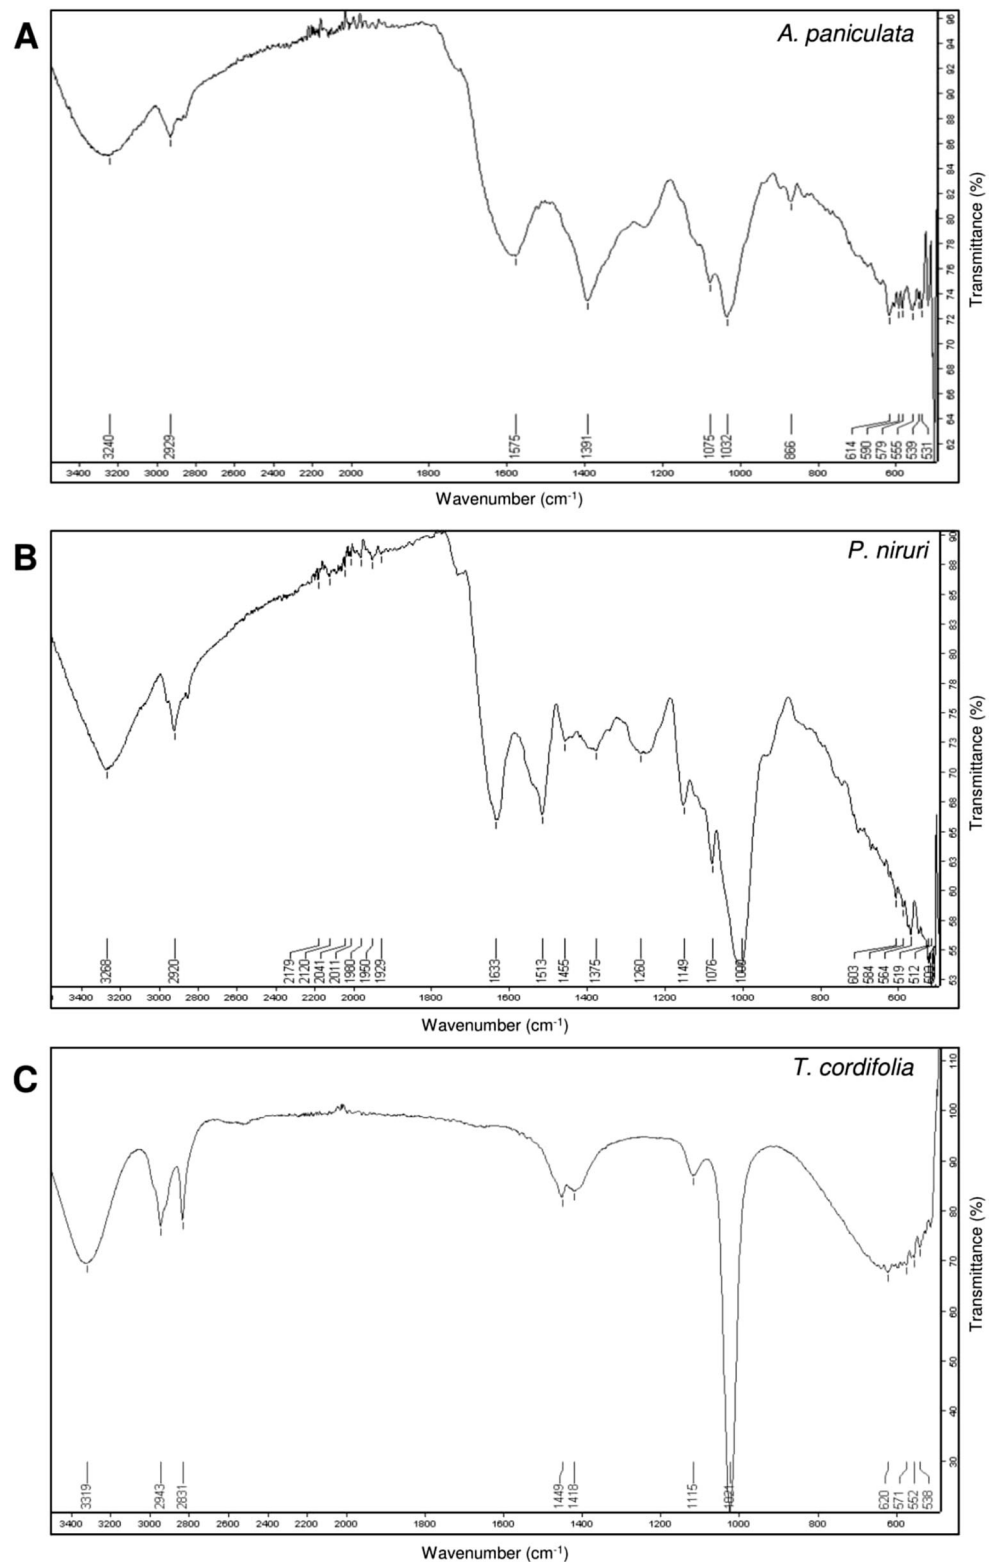 A
A. paniculata
96
94
92
90
88
86
84
82
80
78
76
74
72
70
68
66
64
62
Transmittance (%)
3240 2929 1575 1391 1075 1032 866 614 590 579 555 539 531
3400 3200 3000 2800 2600 2400 2200 2000 1800 1600 1400 1200 1000 800 600
Wavenumber (cm-1)
B
P. niruri
90
88
85
83
80
78
75
73
70
68
65
63
60
58
55
53
Transmittance (%)
3268 2920 2179 2120 2041 2011 1980 1950 1929 1633 1513 1455 1375 1260 1149 1076 603 584 564 519 512
3400 3200 3000 2800 2600 2400 2200 2000 1800 1600 1400 1200 1000 800 600
Wavenumber (cm-1)
C
T. cordifolia
110
100
90
80
70
60
50
40
30
Transmittance (%)
3319 2943 2831 1449 1418 1115 1021 620 571 552 538
3400 3200 3000 2800 2600 2400 2200 2000 1800 1600 1400 1200 1000 800 600
Wavenumber (cm-1)